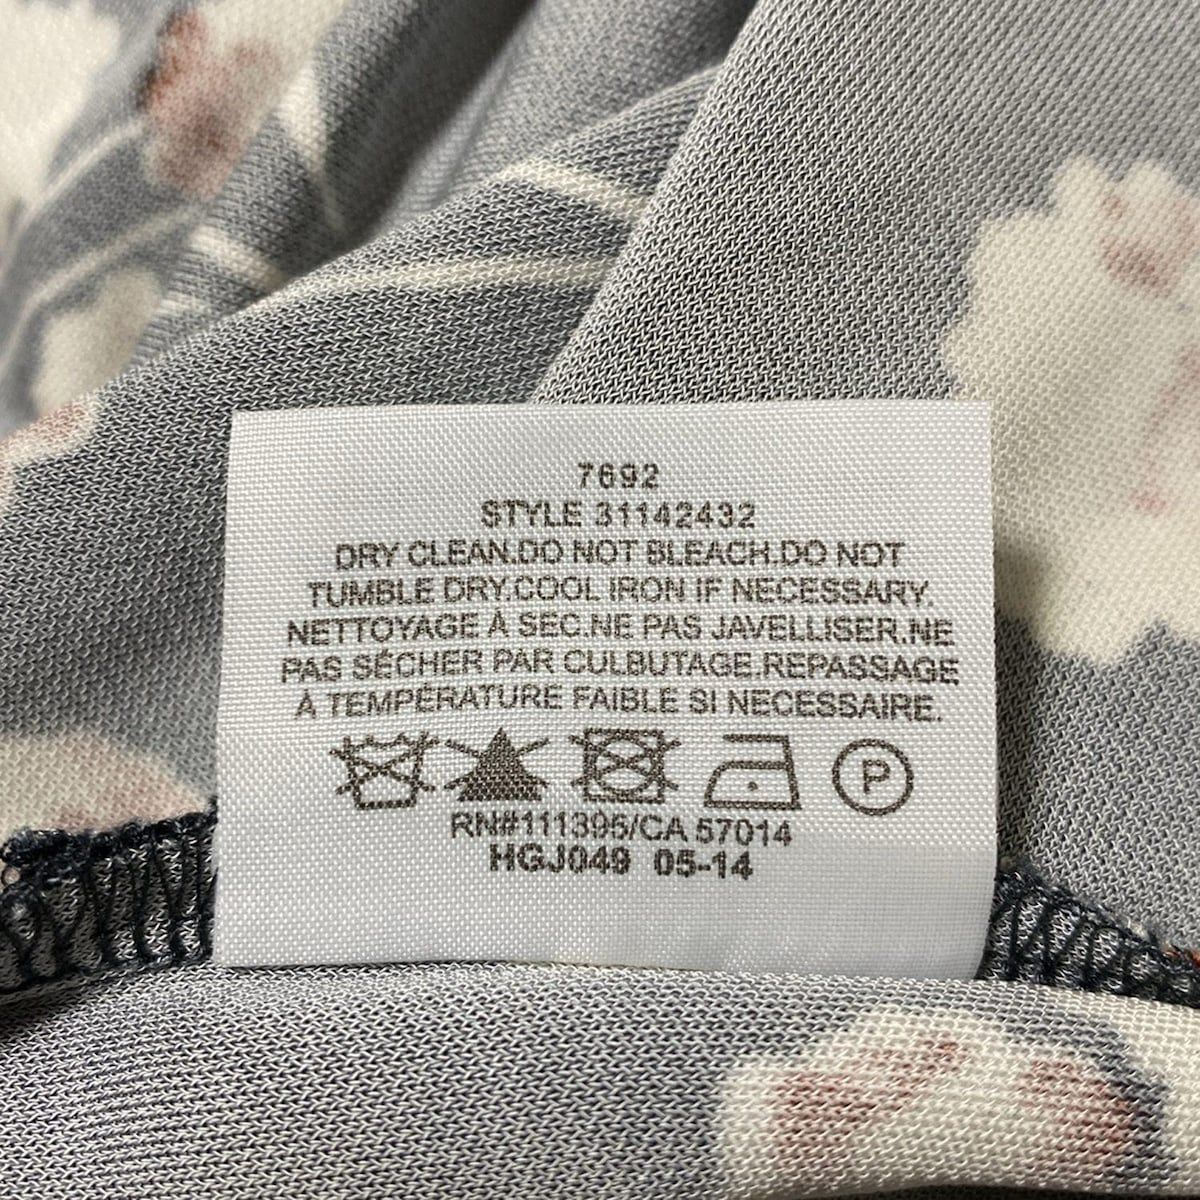 7692
STYLE 31142432
DRY CLEAN.DO NOT BLEACH.DO NOT
TUMBLE DRY.COOL IRON IF NECESSARY.
NETTOYAGE À SEC.NE PAS JAVELLISER.NE
PAS SÉCHER PAR CULBUTAGE.REPASSAGE
À TEMPÉRATURE FAIBLE SI NECESSAIRE.
P
RN#111395/CA 57014
HGJ049 05-14